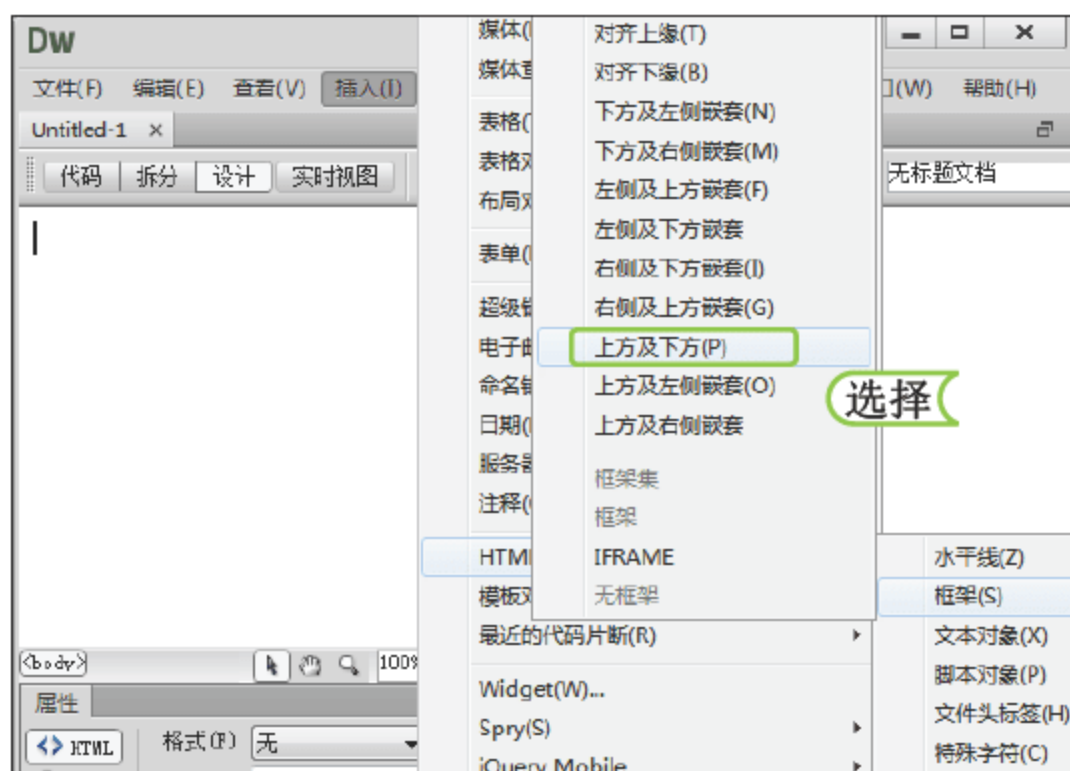 Dw
文件(F) 编辑(E) 查看(V) 插入(I)
(W) 帮助(H)
Untitled-1 ×
代码 拆分 设计 实时视图
无标题文档
媒体(
媒体
表格(
表格
布局
表单(
超级
电子
命名
日期(
服务
注释(
HTM
模板
最近的代码片断(R)
Widget(W)...
Spry(S)
jQuery Mobile
对齐上缘(T)
对齐下缘(B)
下方及左侧嵌套(N)
下方及右侧嵌套(M)
左侧及上方嵌套(F)
左侧及下方嵌套
右侧及下方嵌套(I)
右侧及上方嵌套(G)
上方及下方(P)
上方及左侧嵌套(O)
上方及右侧嵌套
框架集
框架
IFRAME
无框架
选择
水平线(Z)
框架(S)
文本对象(X)
脚本对象(P)
文件头标签(H)
特殊字符(C)
<body>
100%
属性
<> HTML 格式(F) 无